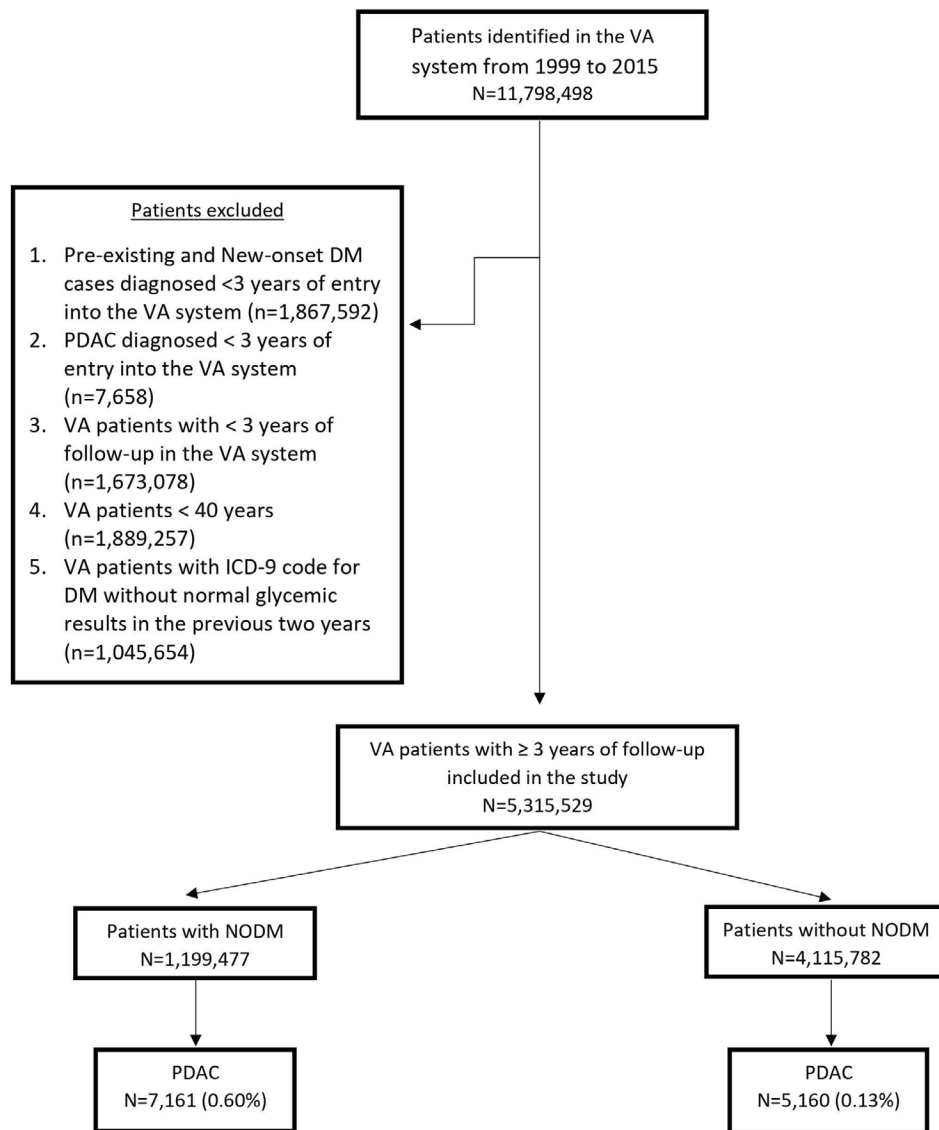 Patients identified in the VA
system from 1999 to 2015
N=11,798,498
Patients excluded
1. Pre-existing and New-onset DM
cases diagnosed <3 years of entry
into the VA system (n=1,867,592)
2. PDAC diagnosed < 3 years of
entry into the VA system
(n=7,658)
3. VA patients with < 3 years of
follow-up in the VA system
(n=1,673,078)
4. VA patients < 40 years
(n=1,889,257)
5. VA patients with ICD-9 code for
DM without normal glycemic
results in the previous two years
(n=1,045,654)
VA patients with ≥ 3 years of follow-up
included in the study
N=5,315,529
Patients with NODM
N=1,199,477
Patients without NODM
N=4,115,782
PDAC
N=7,161 (0.60%)
PDAC
N=5,160 (0.13%)